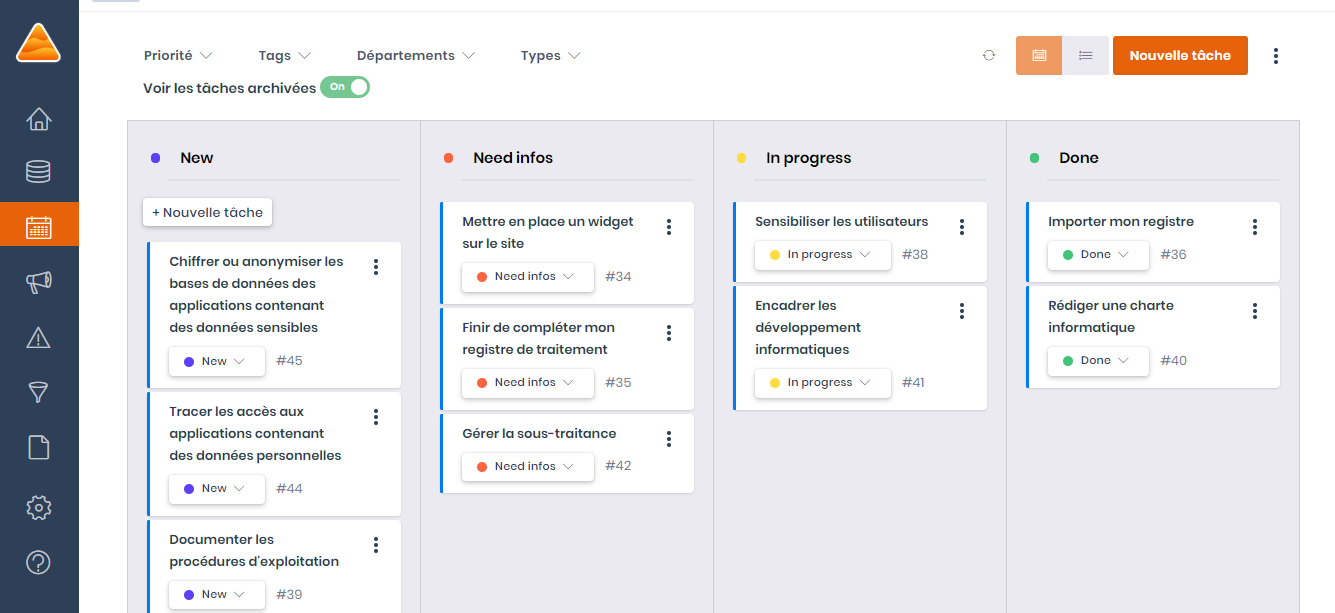 Priorité
Tags
Départements
Types
Nouvelle tâche
Voir les tâches archivées On
New
+ Nouvelle tâche
Chiffrer ou anonymiser les
bases de données des
applications contenant
des données sensibles
New
#45
Tracer les accès aux
applications contenant
des données personnelles
New
#44
Documenter les
procédures d'exploitation
New
#39
Need infos
Mettre en place un widget
sur le site
Need infos
#34
Finir de compléter mon
registre de traitement
Need infos
#35
Gérer la sous-traitance
Need infos
#42
In progress
Sensibiliser les utilisateurs
In progress
#38
Encadrer les
développement
informatiques
In progress
#41
Done
Importer mon registre
Done
#36
Rédiger une charte
informatique
Done
#40